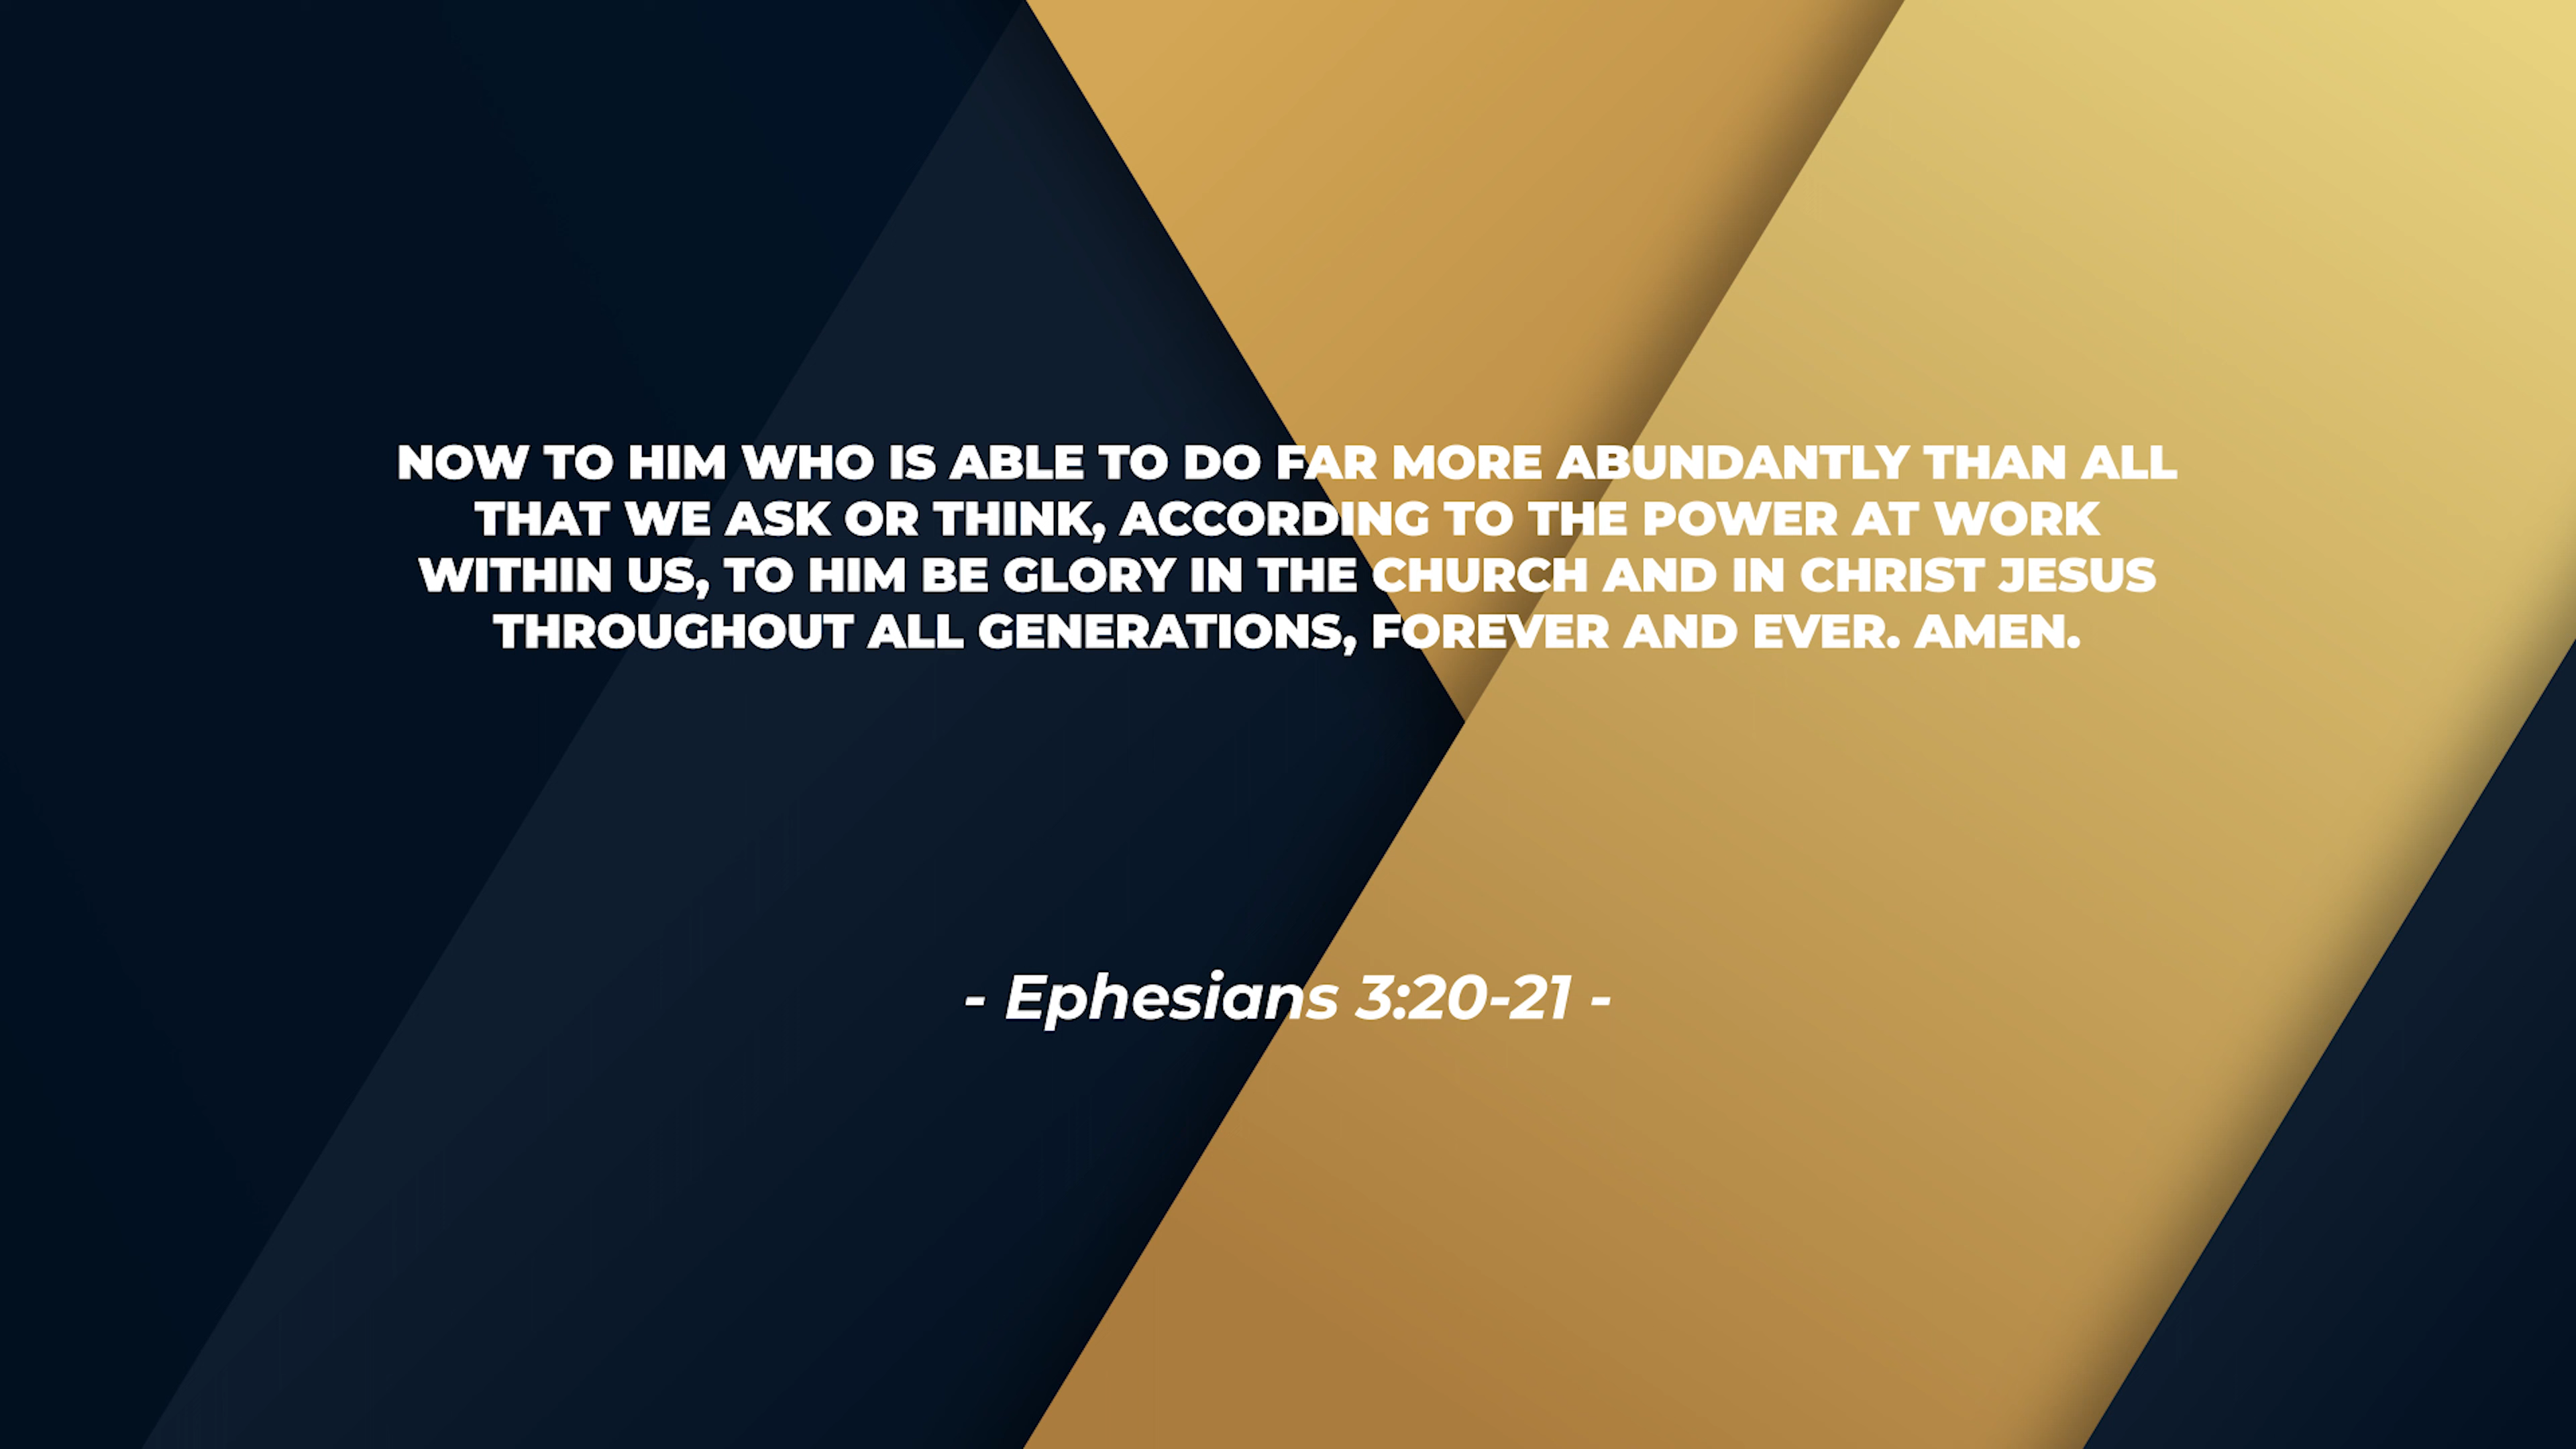 NOW TO HIM WHO IS ABLE TO DO FAR MORE ABUNDANTLY THAN ALL
THAT WE ASK OR THINK, ACCORDING TO THE POWER AT WORK
WITHIN US, TO HIM BE GLORY IN THE CHURCH AND IN CHRIST JESUS
THROUGHOUT ALL GENERATIONS, FOREVER AND EVER. AMEN.
- Ephesians 3:20-21 -